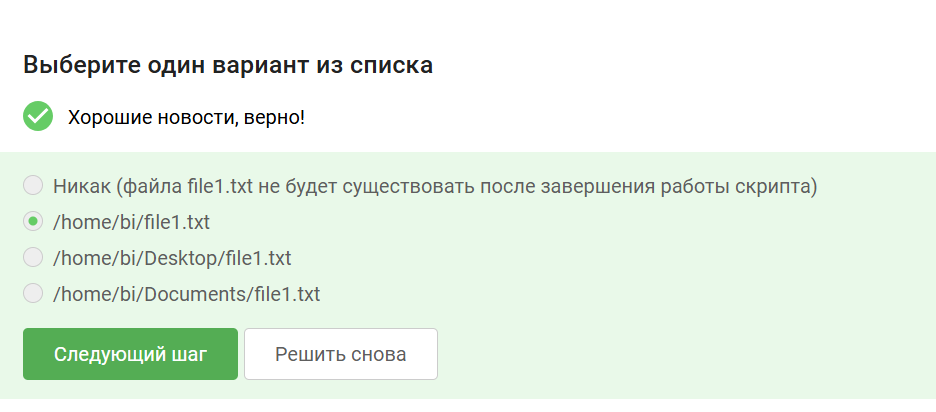 Выберите один вариант из списка
Хорошие новости, верно!
Никак (файла file1.txt не будет существовать после завершения работы скрипта)
/home/bi/file1.txt
/home/bi/Desktop/file1.txt
/home/bi/Documents/file1.txt
Следующий шаг Решить снова